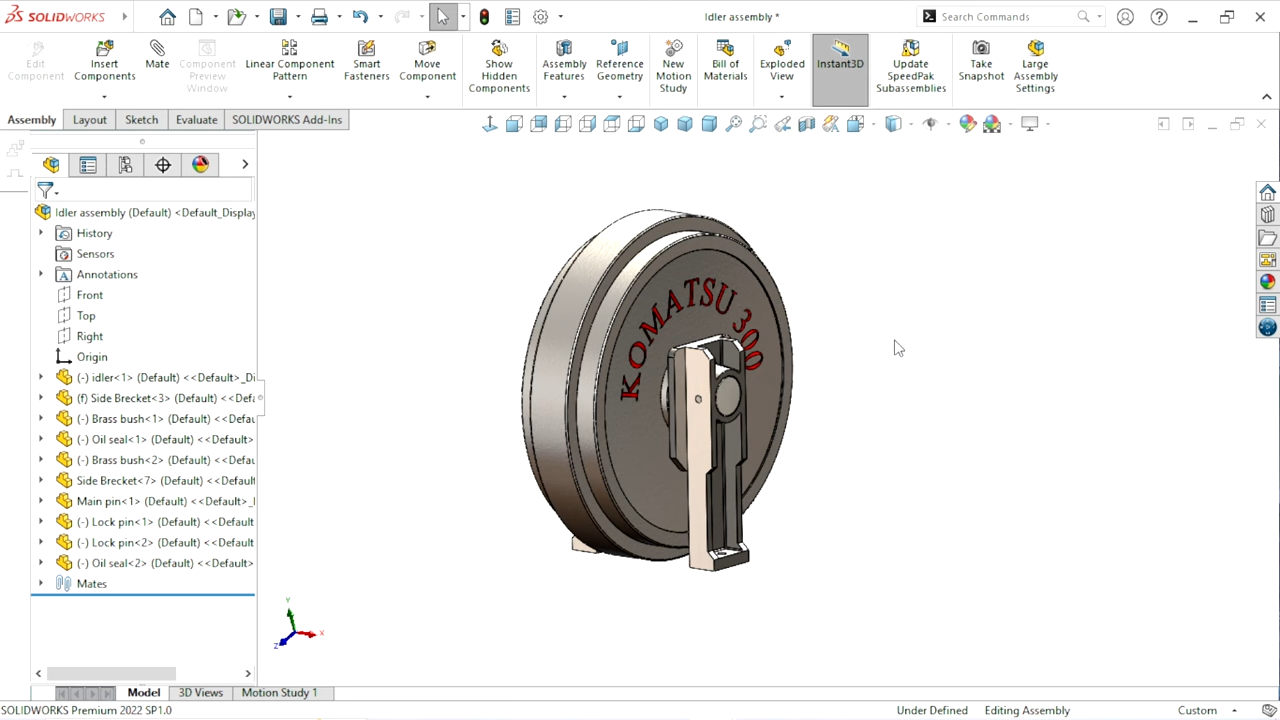 SOLIDWORKS
Idler assembly *
Search Commands
Edit Component
Insert Components
Mate
Component Preview Window
Linear Component Pattern
Smart Fasteners
Move Component
Show Hidden Components
Assembly Features
Reference Geometry
New Motion Study
Bill of Materials
Exploded View
Instant3D
Update SpeedPak Subassemblies
Take Snapshot
Large Assembly Settings
Assembly
Layout
Sketch
Evaluate
SOLIDWORKS Add-Ins
Idler assembly (Default) <Default_Display
History
Sensors
Annotations
Front
Top
Right
Origin
(-) idler<1> (Default) <<Default>_Di
(f) Side Brecket<3> (Default) <<Defa
(-) Brass bush<1> (Default) <<Defau
(-) Oil seal<1> (Default) <<Default>
(-) Brass bush<2> (Default) <<Defau
Side Brecket<7> (Default) <<Default
Main pin<1> (Default) <<Default>_
(-) Lock pin<1> (Default) <<Default
(-) Lock pin<2> (Default) <<Default
(-) Oil seal<2> (Default) <<Default>
Mates
KOMATSU 300
Y
X
Z
Model
3D Views
Motion Study 1
SOLIDWORKS Premium 2022 SP1.0
Under Defined
Editing Assembly
Custom